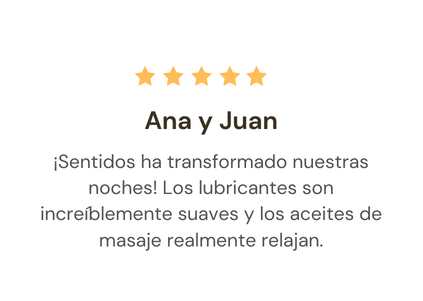 Ana y Juan
¡Sentidos ha transformado nuestras
noches! Los lubricantes son
increíblemente suaves y los aceites de
masaje realmente relajan.